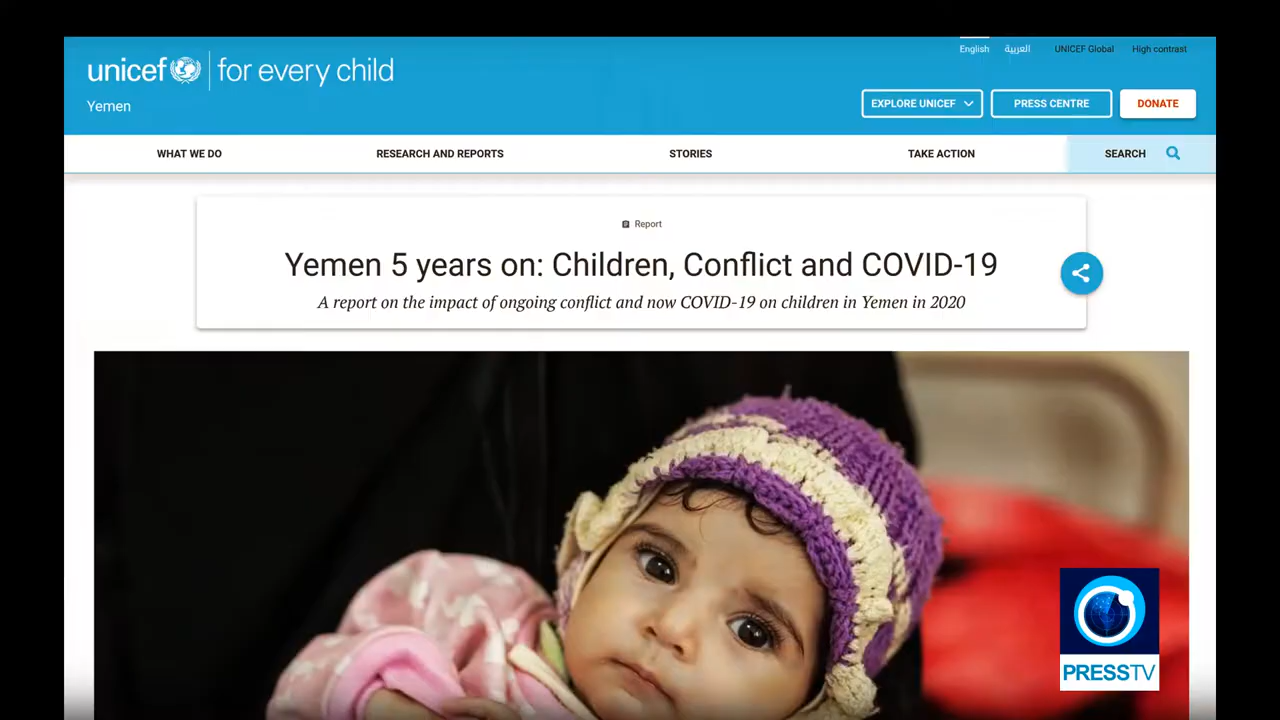 English العربية UNICEF Global High contrast
unicef for every child
Yemen
EXPLORE UNICEF PRESS CENTRE DONATE
WHAT WE DO RESEARCH AND REPORTS STORIES TAKE ACTION SEARCH
Report
Yemen 5 years on: Children, Conflict and COVID-19
A report on the impact of ongoing conflict and now COVID-19 on children in Yemen in 2020
PRESSTV